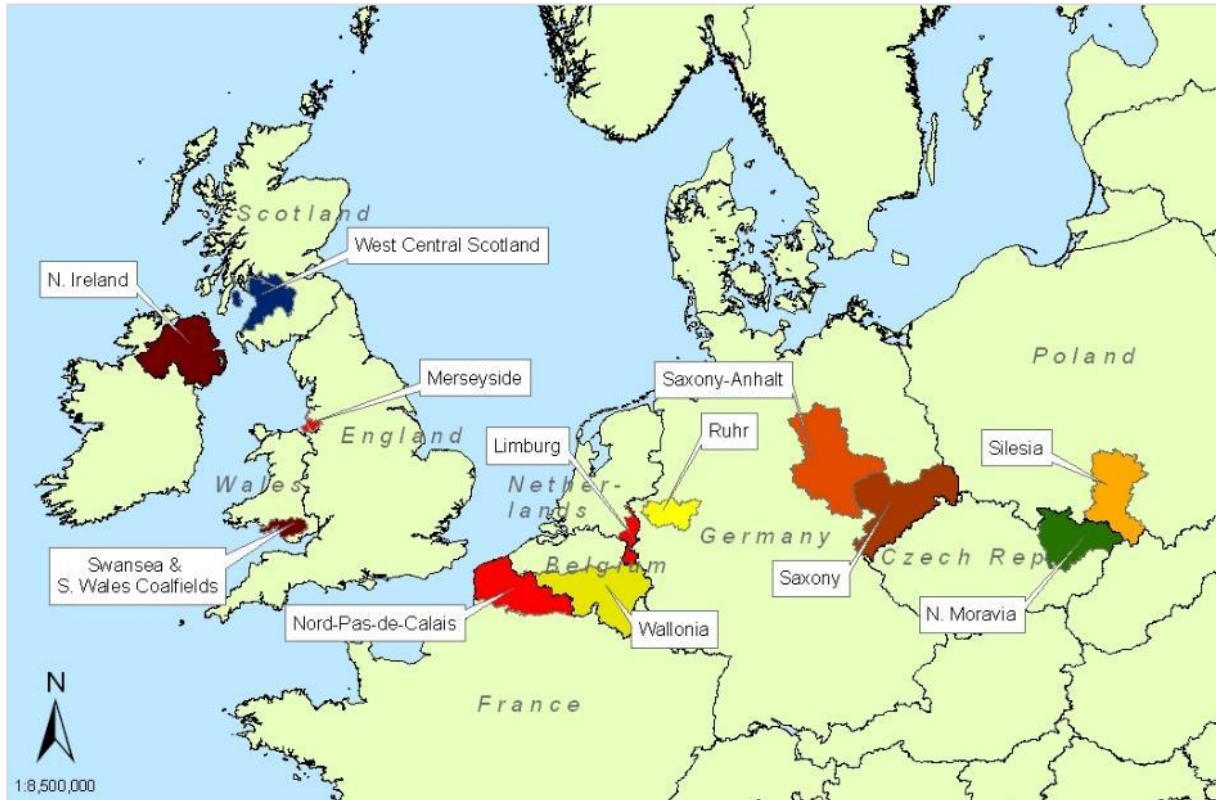 Scotland
West Central Scotland
N. Ireland
Merseyside
England
Wales
Swansea &
S. Wales Coalfields
Limburg
Nether-
lands
Belgium
Nord-Pas-de-Calais
Wallonia
France
Ruhr
Germany
Saxony-Anhalt
Saxony
Czech Rep
N. Moravia
Silesia
Poland
N
1:8,500,000